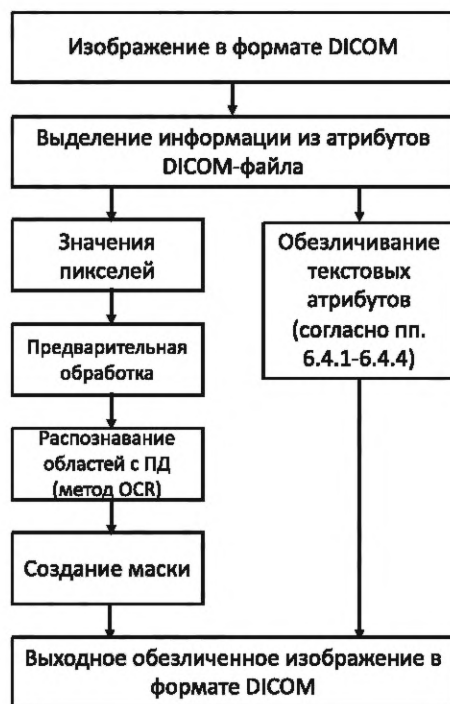 Изображение в формате DICOM
Выделение информации из атрибутов
DICOM-файла
Значения
пикселей
Предварительная
обработка
Распознавание
областей с ПД
(метод OCR)
Создание маски
Обезличивание
текстовых
атрибутов
(согласно пп.
6.4.1-6.4.4)
Выходное обезличенное изображение в
формате DICOM